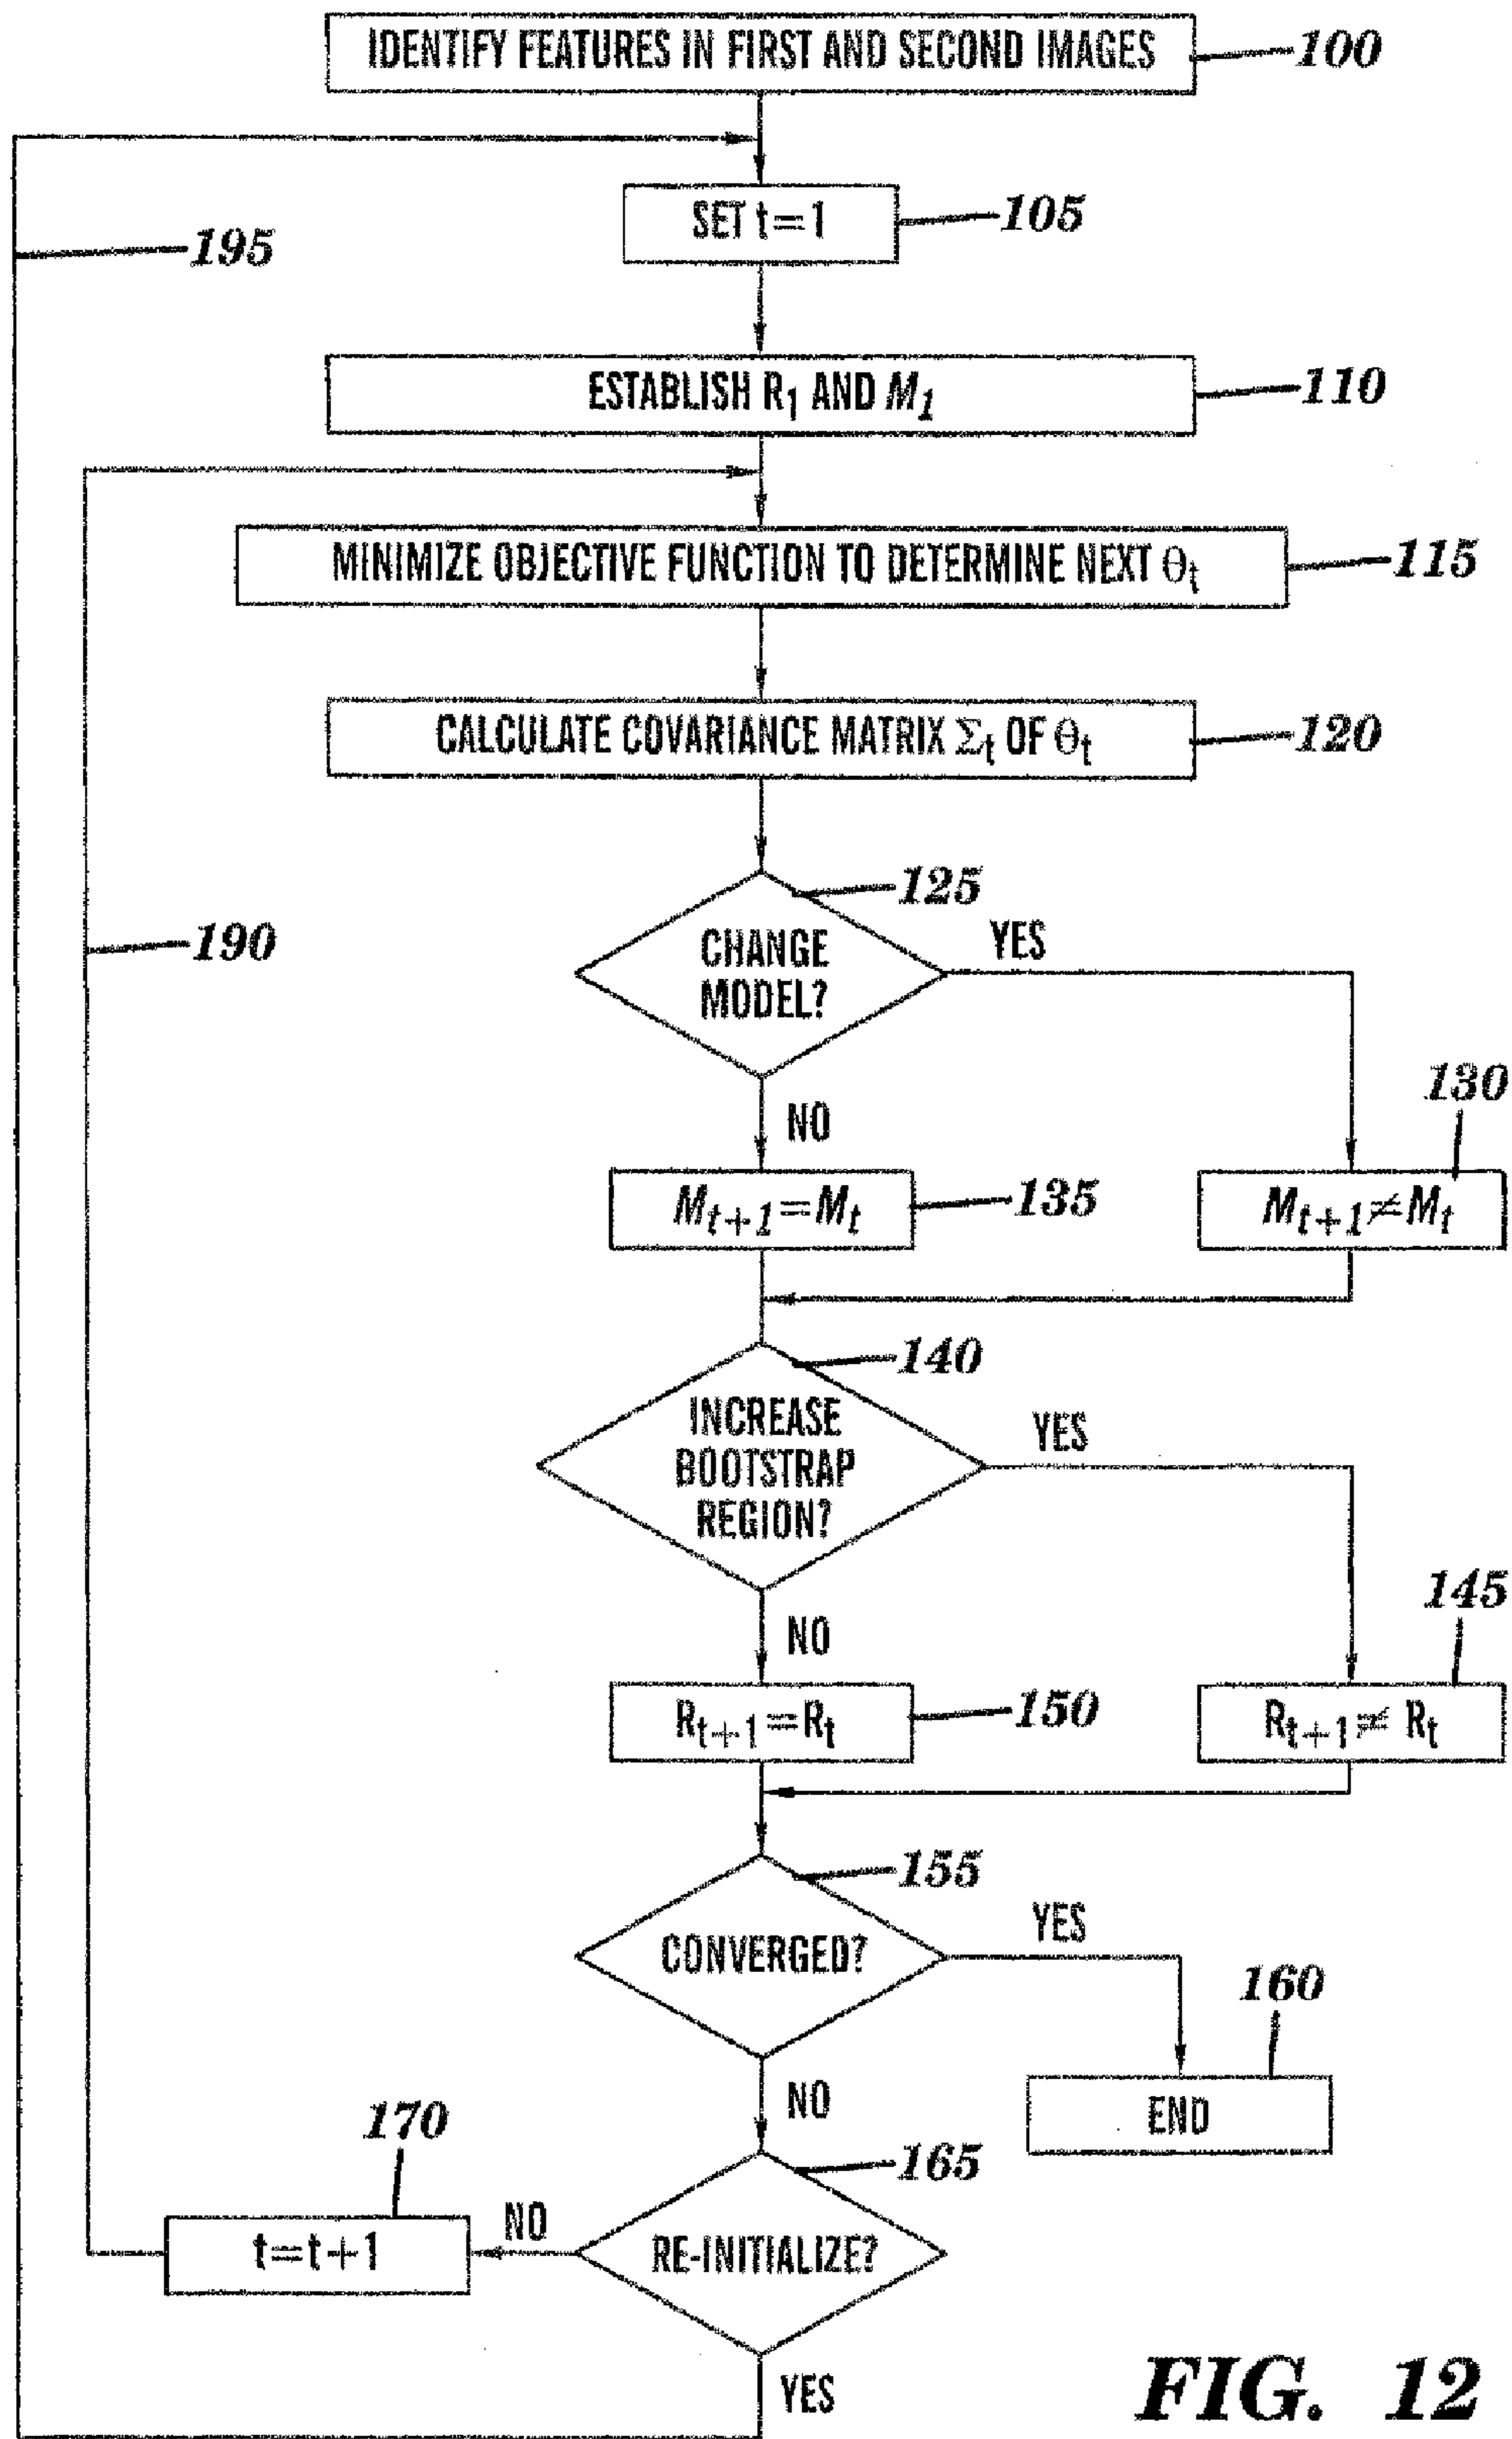 IDENTIFY FEATURES IN FIRST AND SECOND IMAGES
100
SET t=1
105
195
ESTABLISH R1 AND M1
110
MINIMIZE OBJECTIVE FUNCTION TO DETERMINE NEXT θt
115
CALCULATE COVARIANCE MATRIX Σt OF θt
120
125
CHANGE
MODEL?
YES
190
NO
130
Mt+1=Mt
135
Mt+1≠Mt
140
INCREASE
BOOTSTRAP
REGION?
YES
NO
145
Rt+1=Rt
150
Rt+1≠ Rt
155
CONVERGED?
YES
160
END
NO
170
165
t=t+1
NO
RE-INITIALIZE?
YES
FIG. 12